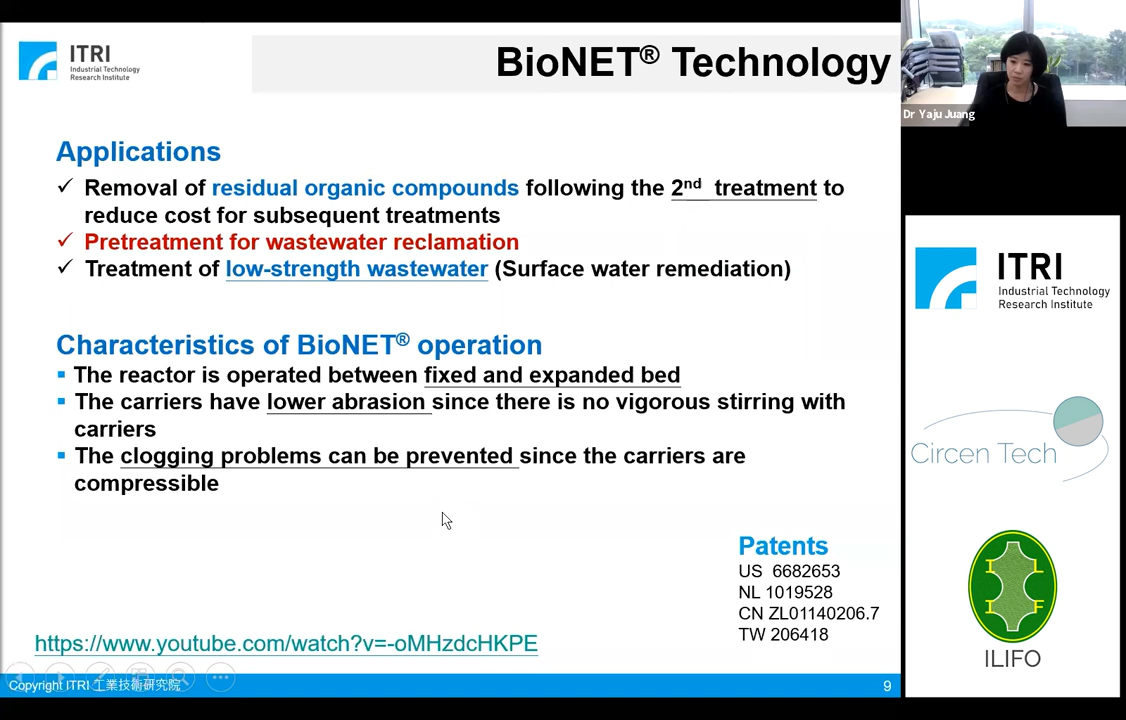 ITRI
Industrial Technology
Research Institute
BioNET® Technology
Dr Yaju Juang
Applications
✓ Removal of residual organic compounds following the 2nd treatment to
reduce cost for subsequent treatments
✓ Pretreatment for wastewater reclamation
✓ Treatment of low-strength wastewater (Surface water remediation)
Characteristics of BioNET® operation
▪ The reactor is operated between fixed and expanded bed
▪ The carriers have lower abrasion since there is no vigorous stirring with
carriers
▪ The clogging problems can be prevented since the carriers are
compressible
Patents
US 6682653
NL 1019528
CN ZL01140206.7
TW 206418
https://www.youtube.com/watch?v=-oMHzdcHKPE
Copyright ITRI 工業技術研究院
9
ITRI
Industrial Technology
Research Institute
Circen Tech
I L
I F
ILIFO